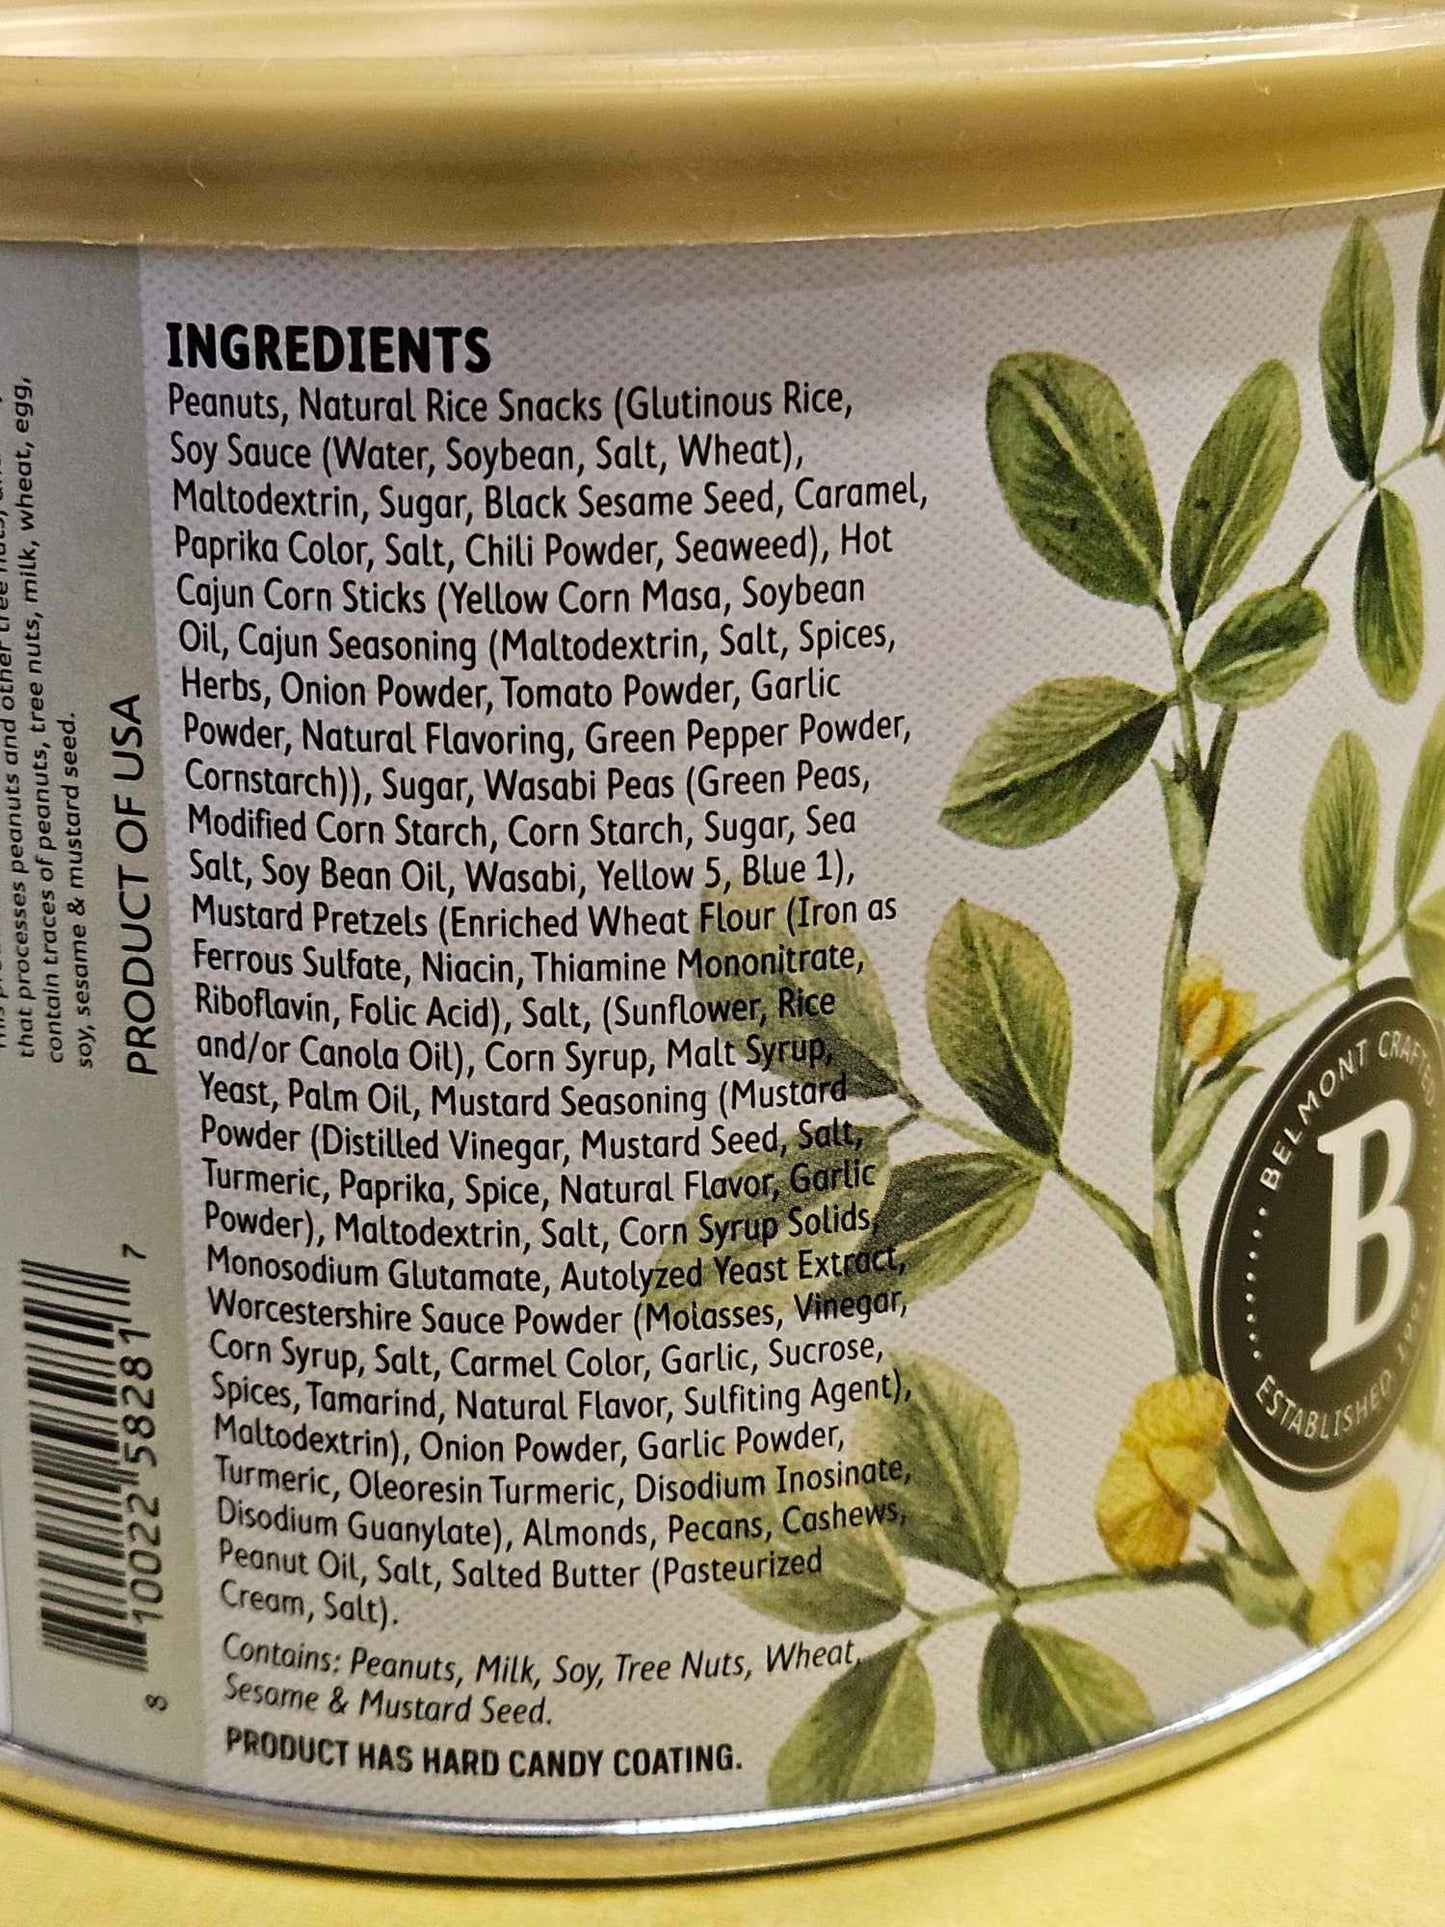 that processes peanuts and other tree nuts,
contain traces of peanuts, tree nuts, milk, wheat, egg,
soy, sesame & mustard seed.
PRODUCT OF USA
8 10022 58281 7
INGREDIENTS
Peanuts, Natural Rice Snacks (Glutinous Rice,
Soy Sauce (Water, Soybean, Salt, Wheat),
Maltodextrin, Sugar, Black Sesame Seed, Caramel,
Paprika Color, Salt, Chili Powder, Seaweed), Hot
Cajun Corn Sticks (Yellow Corn Masa, Soybean
Oil, Cajun Seasoning (Maltodextrin, Salt, Spices,
Herbs, Onion Powder, Tomato Powder, Garlic
Powder, Natural Flavoring, Green Pepper Powder,
Cornstarch)), Sugar, Wasabi Peas (Green Peas,
Modified Corn Starch, Corn Starch, Sugar, Sea
Salt, Soy Bean Oil, Wasabi, Yellow 5, Blue 1),
Mustard Pretzels (Enriched Wheat Flour (Iron as
Ferrous Sulfate, Niacin, Thiamine Mononitrate,
Riboflavin, Folic Acid), Salt, (Sunflower, Rice
and/or Canola Oil), Corn Syrup, Malt Syrup,
Yeast, Palm Oil, Mustard Seasoning (Mustard
Powder (Distilled Vinegar, Mustard Seed, Salt,
Turmeric, Paprika, Spice, Natural Flavor, Garlic
Powder), Maltodextrin, Salt, Corn Syrup Solids,
Monosodium Glutamate, Autolyzed Yeast Extract,
Worcestershire Sauce Powder (Molasses, Vinegar,
Corn Syrup, Salt, Carmel Color, Garlic, Sucrose,
Spices, Tamarind, Natural Flavor, Sulfiting Agent),
Maltodextrin), Onion Powder, Garlic Powder,
Turmeric, Oleoresin Turmeric, Disodium Inosinate,
Disodium Guanylate), Almonds, Pecans, Cashews,
Peanut Oil, Salt, Salted Butter (Pasteurized
Cream, Salt).
Contains: Peanuts, Milk, Soy, Tree Nuts, Wheat,
Sesame & Mustard Seed.
PRODUCT HAS HARD CANDY COATING.
BELMONT CRAFTED
B
ESTABLISHED 1991